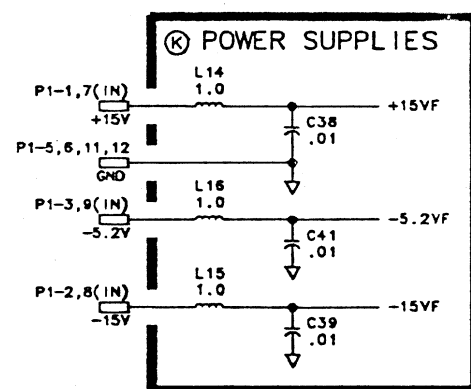 K POWER SUPPLIES
L14
P1-1,7(IN)
1.0
+15V
+15VF
C38
.01
P1-5,6,11,12
GND
L16
P1-3,9(IN)
1.0
-5.2V
-5.2VF
C41
.01
L15
P1-2,8(IN)
1.0
-15V
-15VF
C39
.01